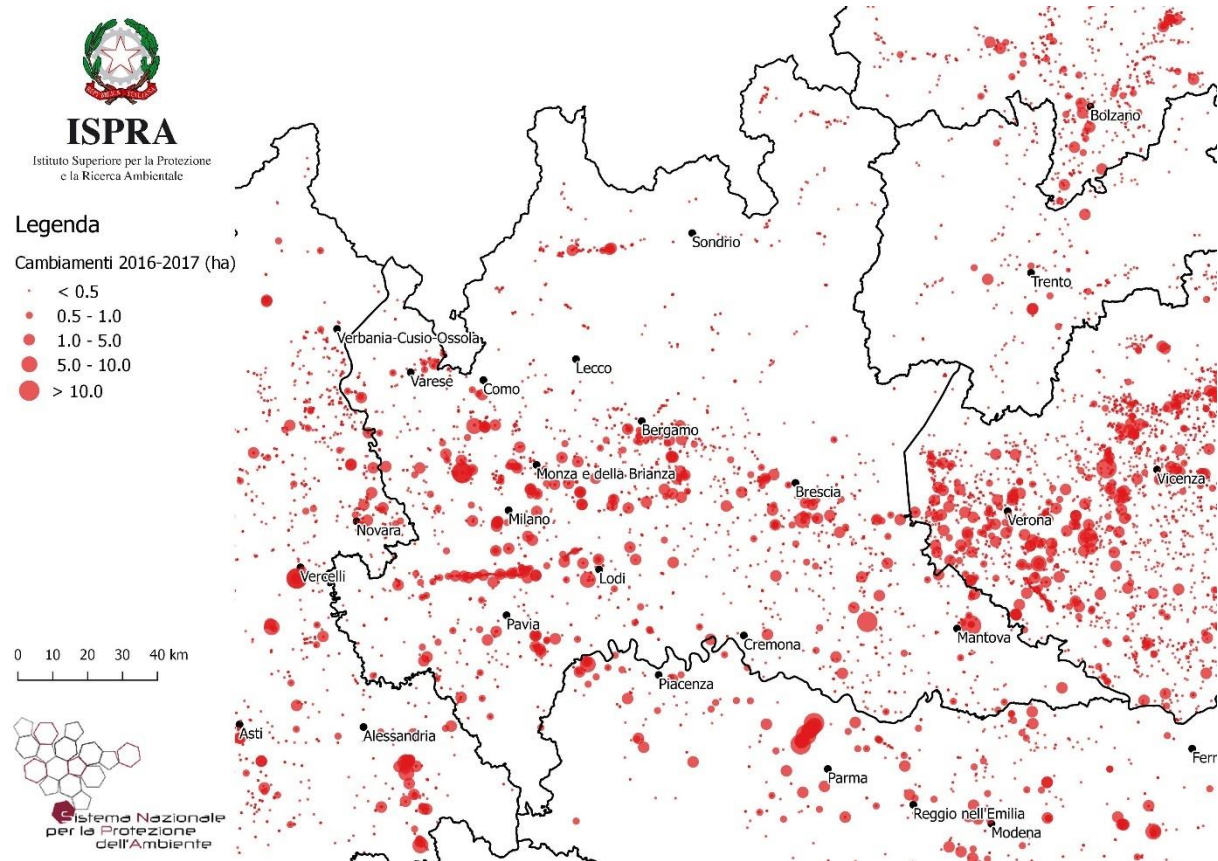 REPUBBLICA ITALIANA
ISPRA
Istituto Superiore per la Protezione
e la Ricerca Ambientale
Legenda
Cambiamenti 2016-2017 (ha)
< 0.5
0.5 - 1.0
1.0 - 5.0
5.0 - 10.0
> 10.0
0 10 20 30 40 km
Sistema Nazionale
per la Protezione
dell'Ambiente
Bolzano
Sondrio
Trento
Verbania-Cusio-Ossola
Lecco
Varese
Como
Bergamo
Monza e della Brianza
Vicenza
Brescia
Milano
Verona
Novara
Vercelli
Lodi
Pavia
Mantova
Cremona
Piacenza
Asti
Alessandria
Ferr
Parma
Reggio nell'Emilia
Modena